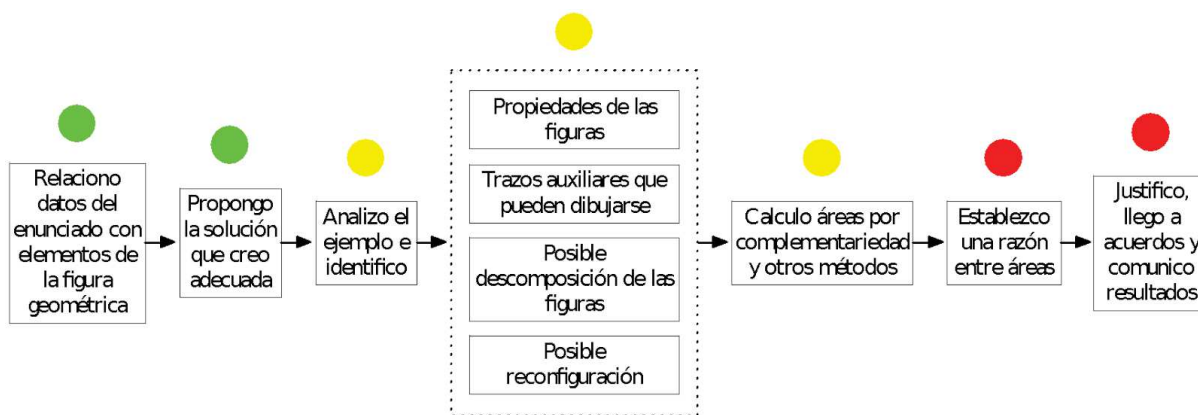 Relaciono
datos del
enunciado con
elementos de
la figura
geométrica
Propongo
la solución
que creo
adecuada
Analizo el
ejemplo e
identifico
Propiedades de las
figuras
Trazos auxiliares que
pueden dibujarse
Posible
descomposición de las
figuras
Posible
reconfiguración
Calculo áreas por
complementariedad
y otros métodos
Establezco
una razón
entre áreas
Justifico,
llego a
acuerdos y
comunico
resultados